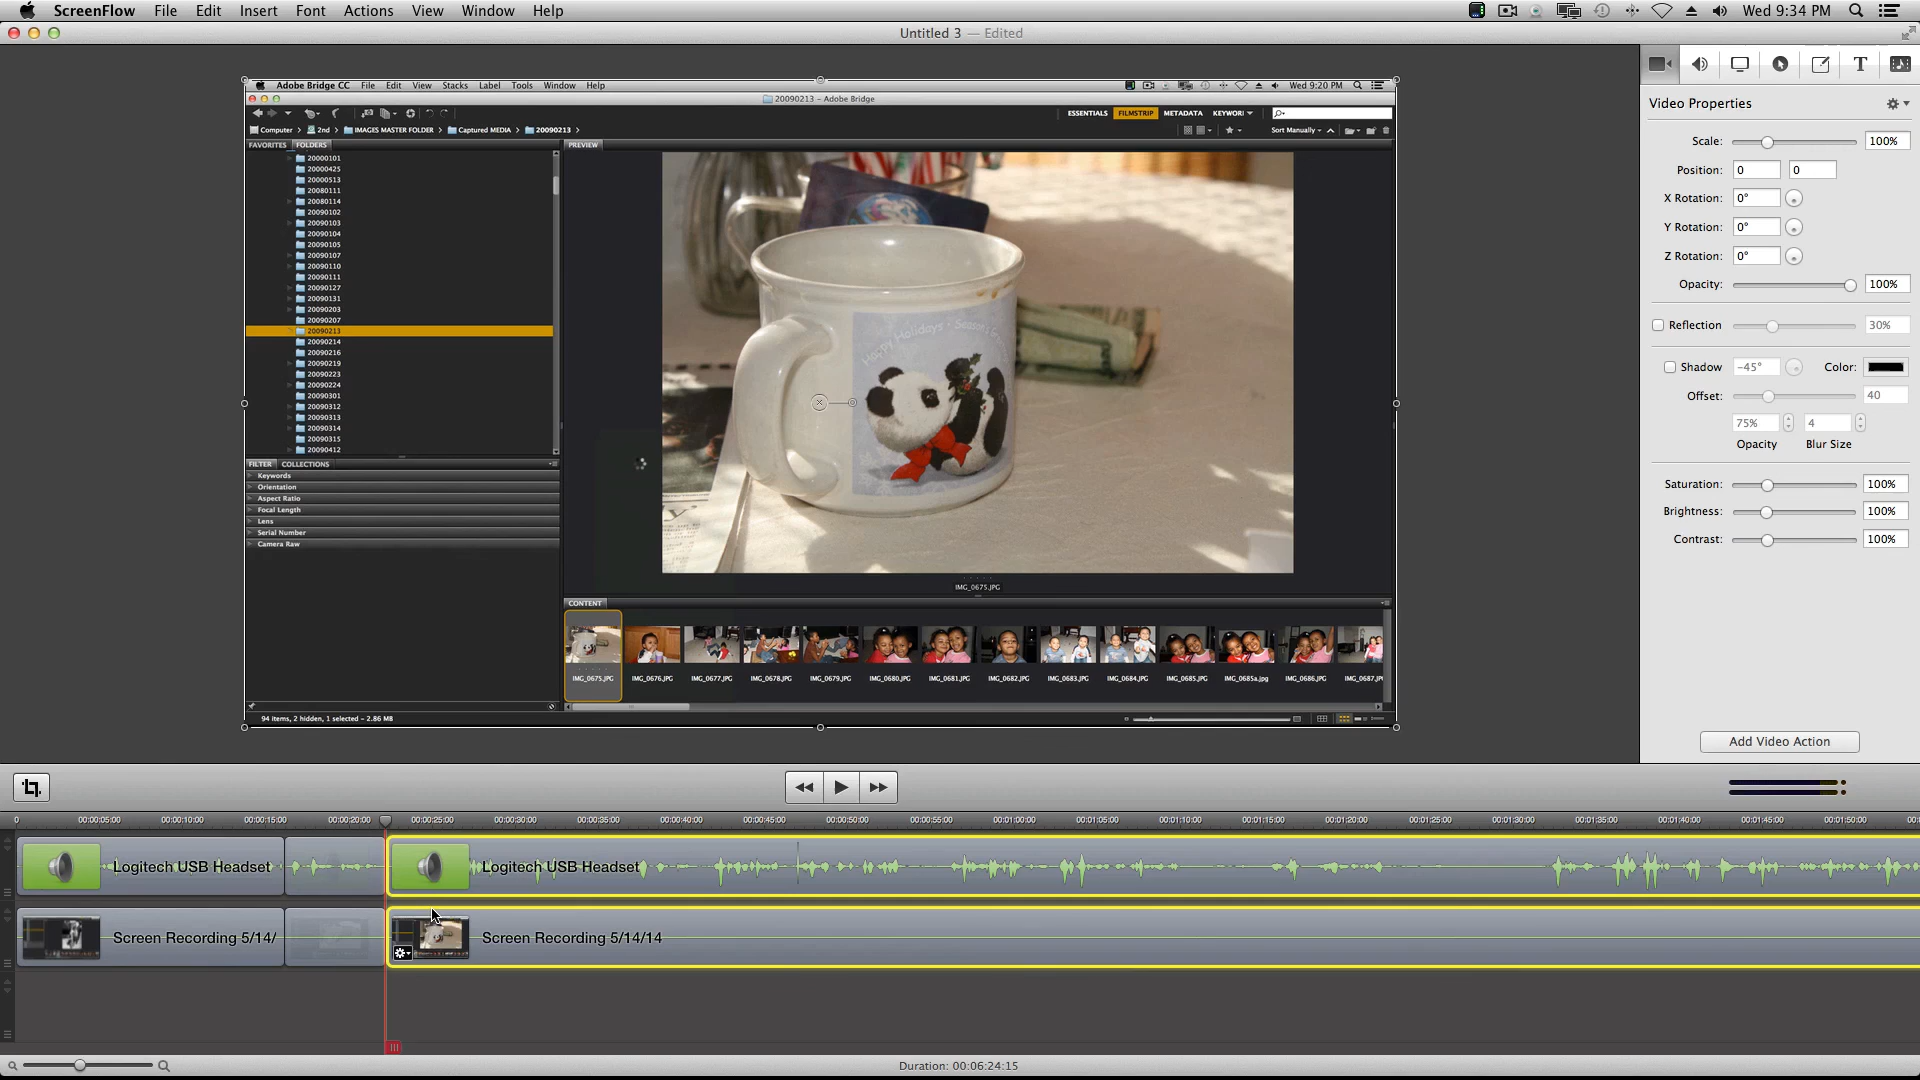 ScreenFlow File Edit Insert Font Actions View Window Help Wed 9:34 PM
Untitled 3 — Edited
Adobe Bridge CC File Edit View Stacks Label Tools Window Help Wed 9:20 PM
20090213 – Adobe Bridge
ESSENTIALS FILMSTRIP METADATA KEYWORI
Computer 2nd IMAGES MASTER FOLDER Captured MEDIA 20090213 Sort Manually
FAVORITES FOLDERS PREVIEW
20000101
20000425
20000513
20080111
20080114
20090102
20090103
20090104
20090105
20090107
20090110
20090111
20090127
20090131
20090203
20090207
20090213
20090214
20090216
20090219
20090223
20090224
20090301
20090312
20090313
20090314
20090315
20090412
FILTER COLLECTIONS
Keywords
Orientation
Aspect Ratio
Focal Length
Lens
Serial Number
Camera Raw
Happy Holidays • Season's
IMG_0675.JPG
CONTENT
IMG_0675.JPG IMG_0676.JPG IMG_0677.JPG IMG_0678.JPG IMG_0679.JPG IMG_0680.JPG IMG_0681.JPG IMG_0682.JPG IMG_0683.JPG IMG_0684.JPG IMG_0685.JPG IMG_0685a.jpg IMG_0686.JPG IMG_0687.JP
94 items, 2 hidden, 1 selected – 2.86 MB
Video Properties
Scale: 100%
Position: 0 0
X Rotation: 0°
Y Rotation: 0°
Z Rotation: 0°
Opacity: 100%
Reflection 30%
Shadow -45° Color:
Offset: 40
75% 4
Opacity Blur Size
Saturation: 100%
Brightness: 100%
Contrast: 100%
Add Video Action
0 00:00:05:00 00:00:10:00 00:00:15:00 00:00:20:00 00:00:25:00 00:00:30:00 00:00:35:00 00:00:40:00 00:00:45:00 00:00:50:00 00:00:55:00 00:01:00:00 00:01:05:00 00:01:10:00 00:01:15:00 00:01:20:00 00:01:25:00 00:01:30:00 00:01:35:00 00:01:40:00 00:01:45:00 00:01:50:00
Logitech USB Headset Logitech USB Headset
Screen Recording 5/14/ Screen Recording 5/14/14
Duration: 00:06:24:15